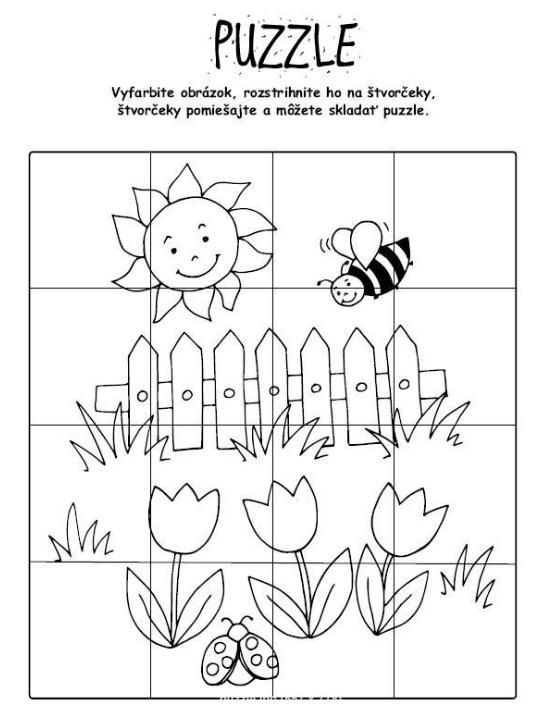 PUZZLE
Vyfarbite obrázok, rozstrihnite ho na štvorčeky,
štvorčeky pomiešajte a môžete skladať puzzle.